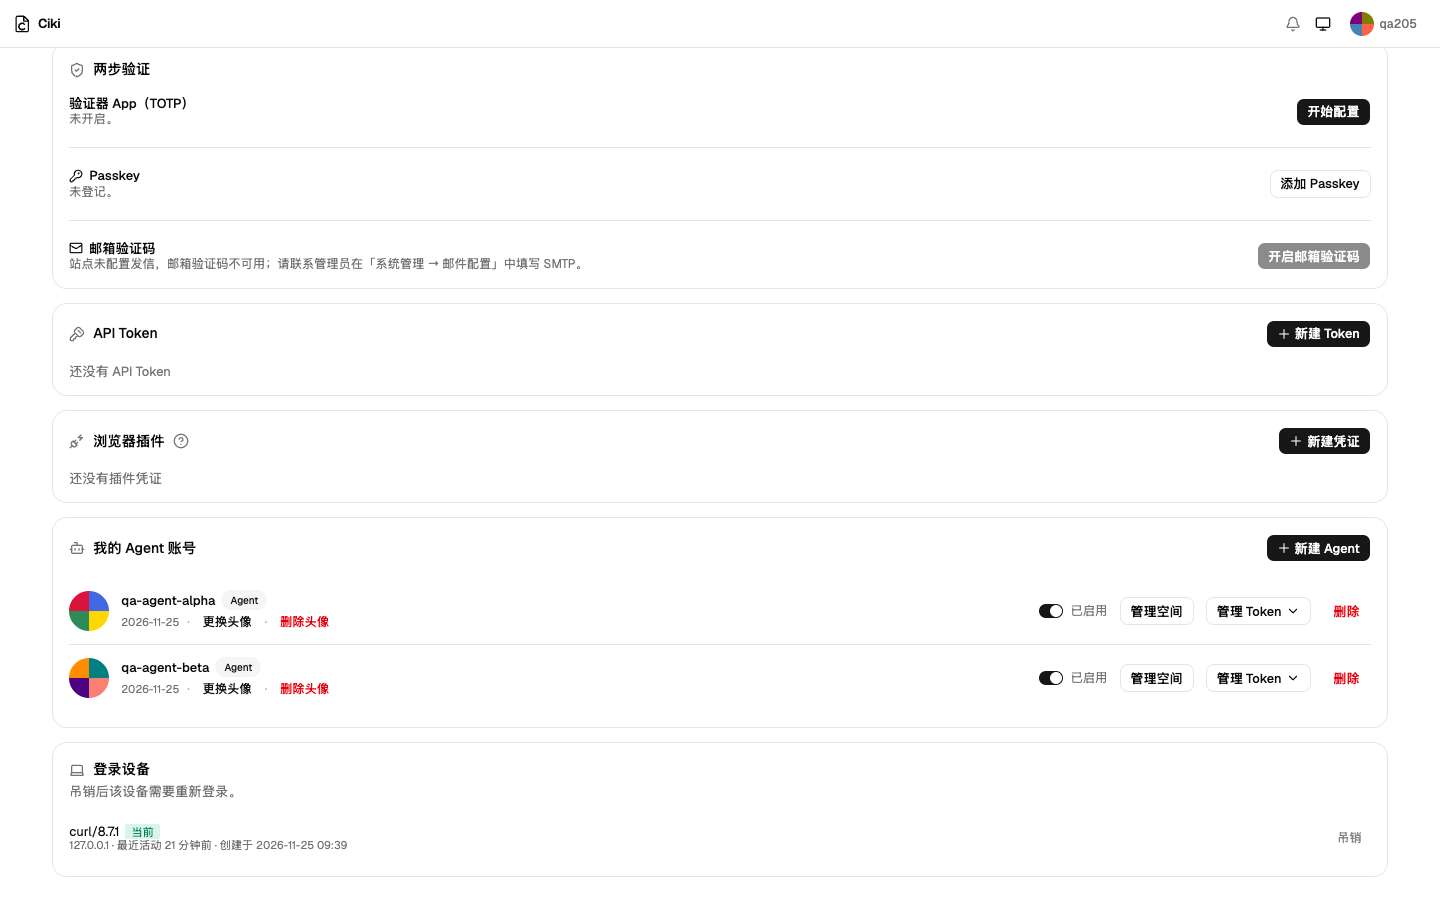 Ciki
qa205
两步验证
验证器 App（TOTP）
未开启。
开始配置
Passkey
未登记。
添加 Passkey
邮箱验证码
站点未配置发信，邮箱验证码不可用；请联系管理员在「系统管理 → 邮件配置」中填写 SMTP。
开启邮箱验证码
API Token
新建 Token
还没有 API Token
浏览器插件
新建凭证
还没有插件凭证
我的 Agent 账号
新建 Agent
qa-agent-alpha Agent
2026-11-25 · 更换头像 · 删除头像
已启用 管理空间 管理 Token 删除
qa-agent-beta Agent
2026-11-25 · 更换头像 · 删除头像
已启用 管理空间 管理 Token 删除
登录设备
吊销后该设备需要重新登录。
curl/8.7.1 当前
127.0.0.1 · 最近活动 21 分钟前 · 创建于 2026-11-25 09:39
吊销